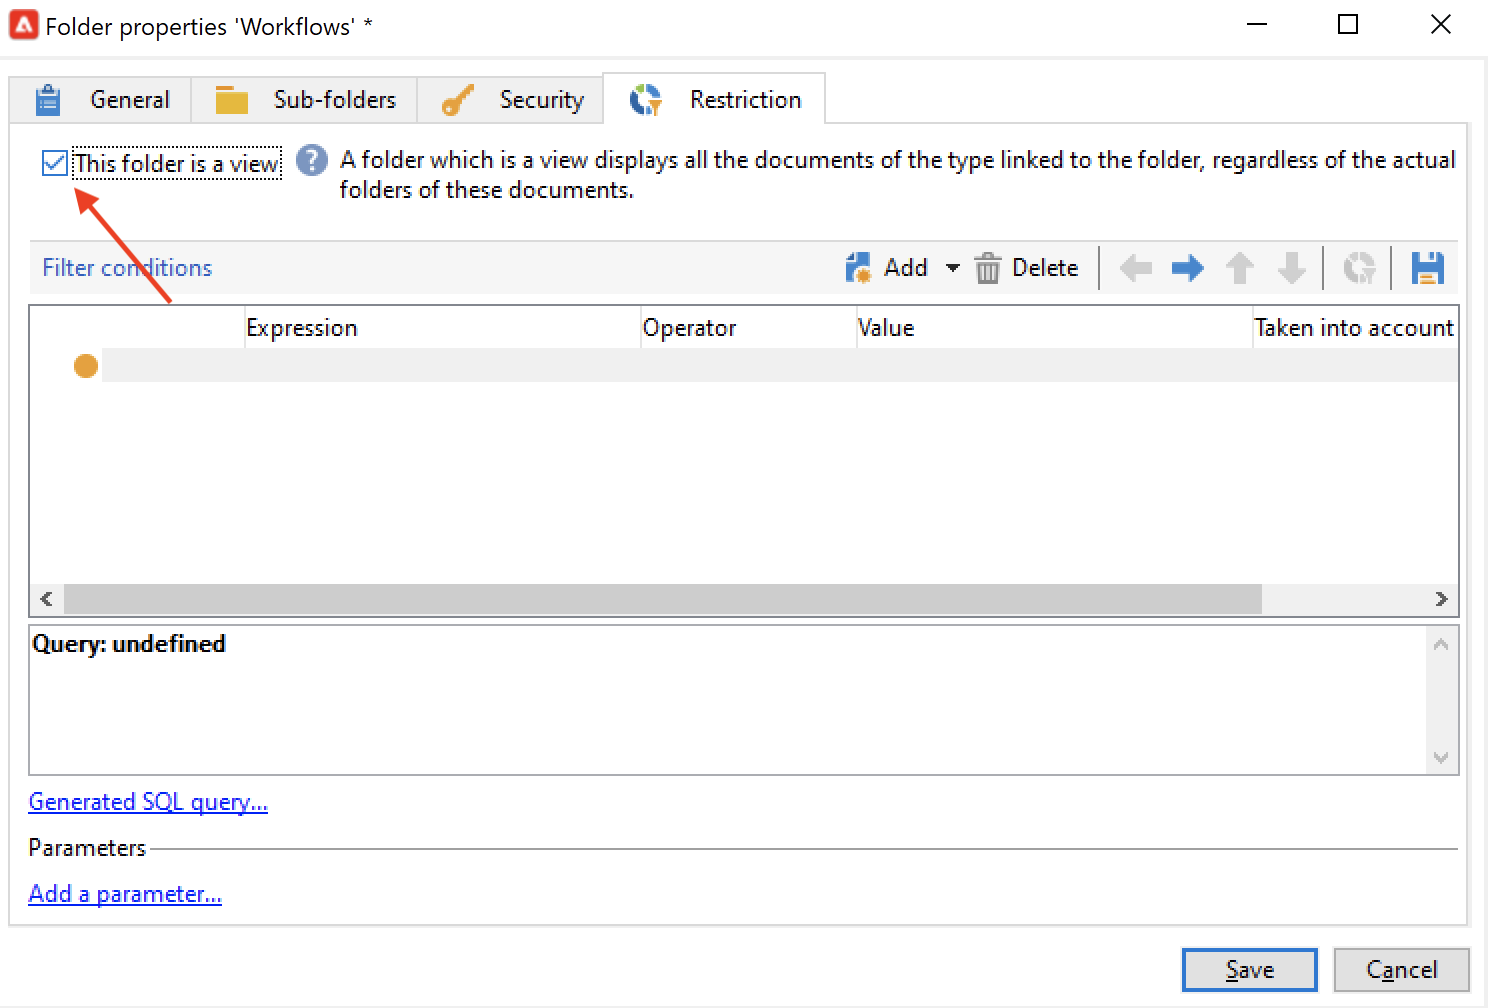 Folder properties 'Workflows' *
General
Sub-folders
Security
Restriction
This folder is a view
? A folder which is a view displays all the documents of the type linked to the folder, regardless of the actual
folders of these documents.
Filter conditions
Add
Delete
Expression
Operator
Value
Taken into account
Query: undefined
Generated SQL query...
Parameters
Add a parameter...
Save
Cancel